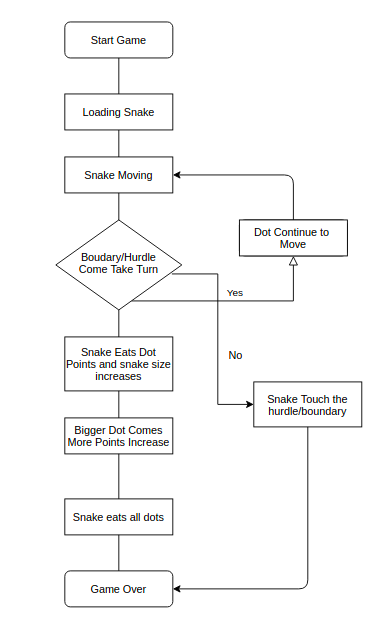 Start Game
Loading Snake
Snake Moving
Dot Continue to
Move
Boudary/Hurdle
Come Take Turn
Yes
No
Snake Eats Dot
Points and snake size
increases
Snake Touch the
hurdle/boundary
Bigger Dot Comes
More Points Increase
Snake eats all dots
Game Over